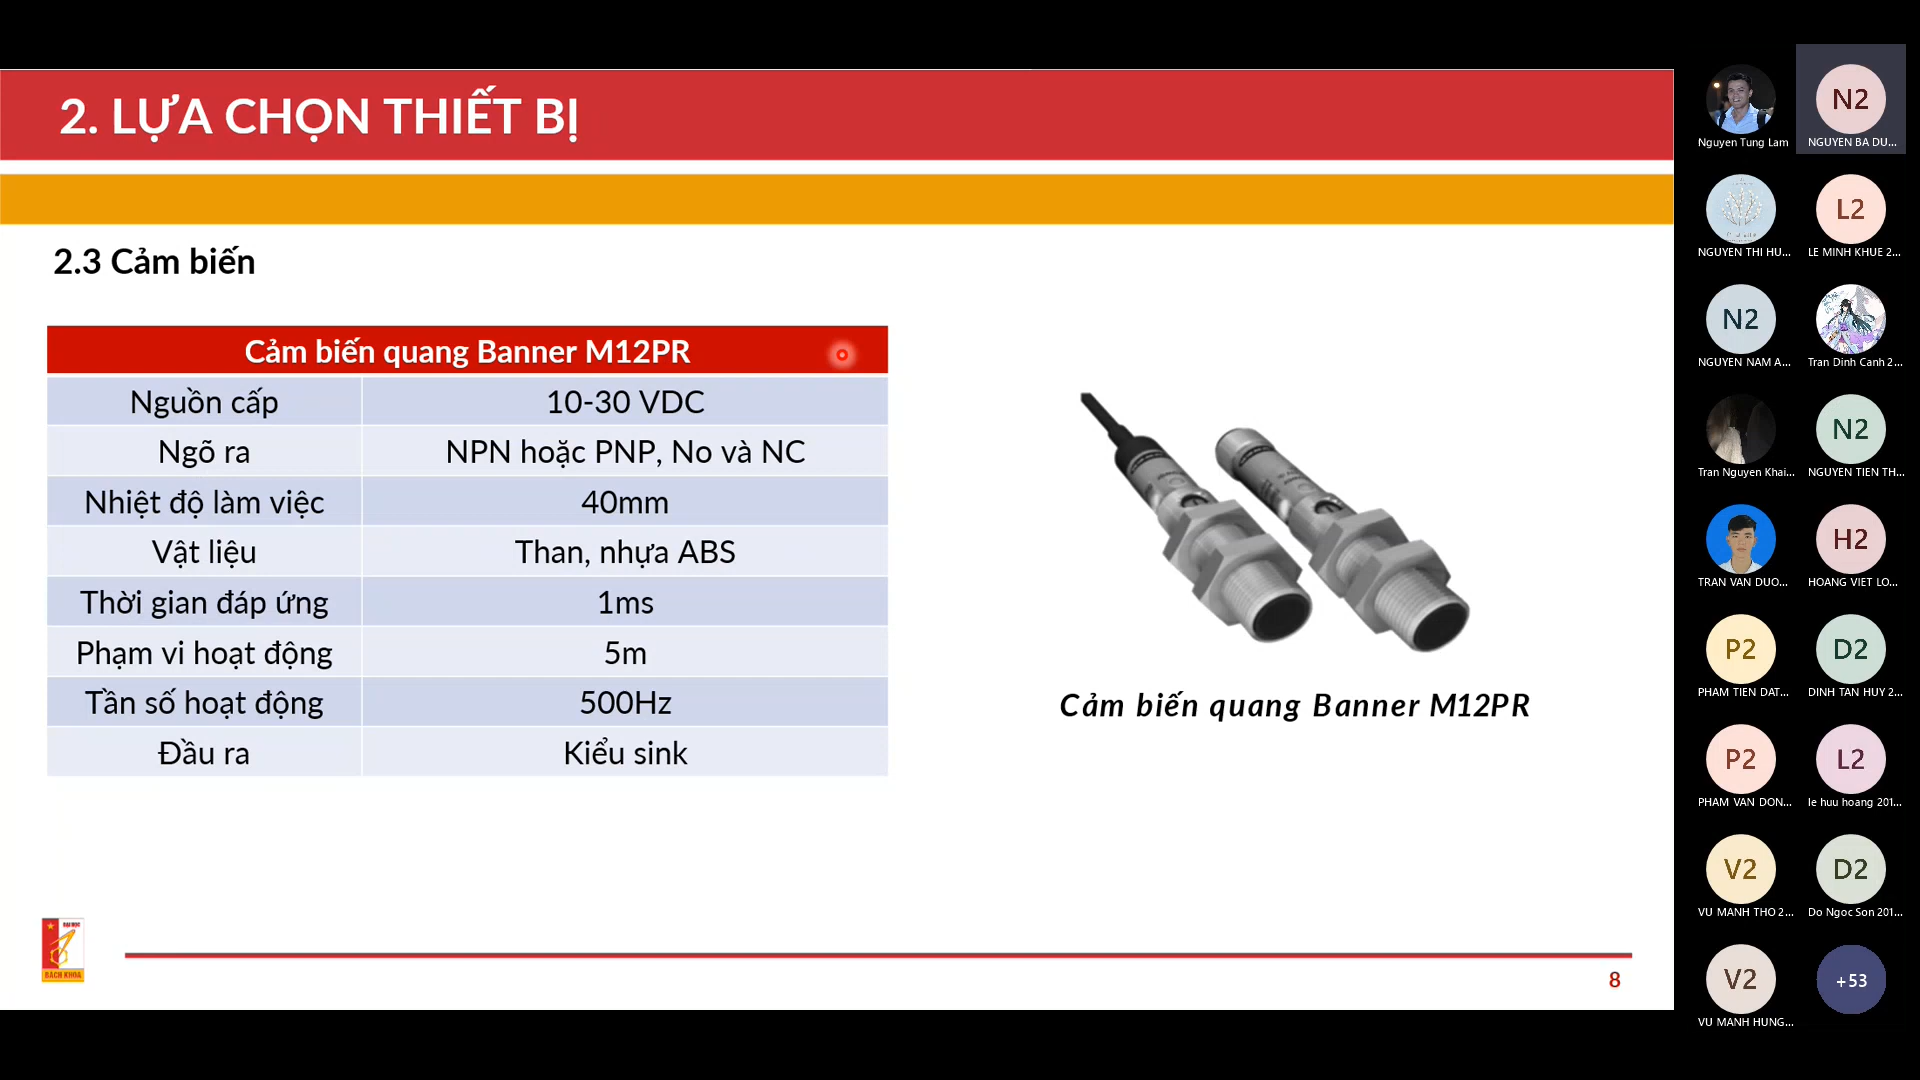 2. LỰA CHỌN THIẾT BỊ
2.3 Cảm biến
Cảm biến quang Banner M12PR
Nguồn cấp 10-30 VDC
Ngõ ra NPN hoặc PNP, No và NC
Nhiệt độ làm việc 40mm
Vật liệu Than, nhựa ABS
Thời gian đáp ứng 1ms
Phạm vi hoạt động 5m
Tần số hoạt động 500Hz
Đầu ra Kiểu sink
Cảm biến quang Banner M12PR
ĐẠI HỌC
BÁCH KHOA
8
N2
Nguyen Tung Lam NGUYEN BA DU...
L2
NGUYEN THI HU... LE MINH KHUE 2...
N2
NGUYEN NAM A... Tran Dinh Canh 2...
N2
Tran Nguyen Khai... NGUYEN TIEN TH...
H2
TRAN VAN DUO... HOANG VIET LO...
P2 D2
PHAM TIEN DAT... DINH TAN HUY 2...
P2 L2
PHAM VAN DON... le huu hoang 201...
V2 D2
VU MANH THO 2... Do Ngoc Son 201...
V2 +53
VU MANH HUNG...